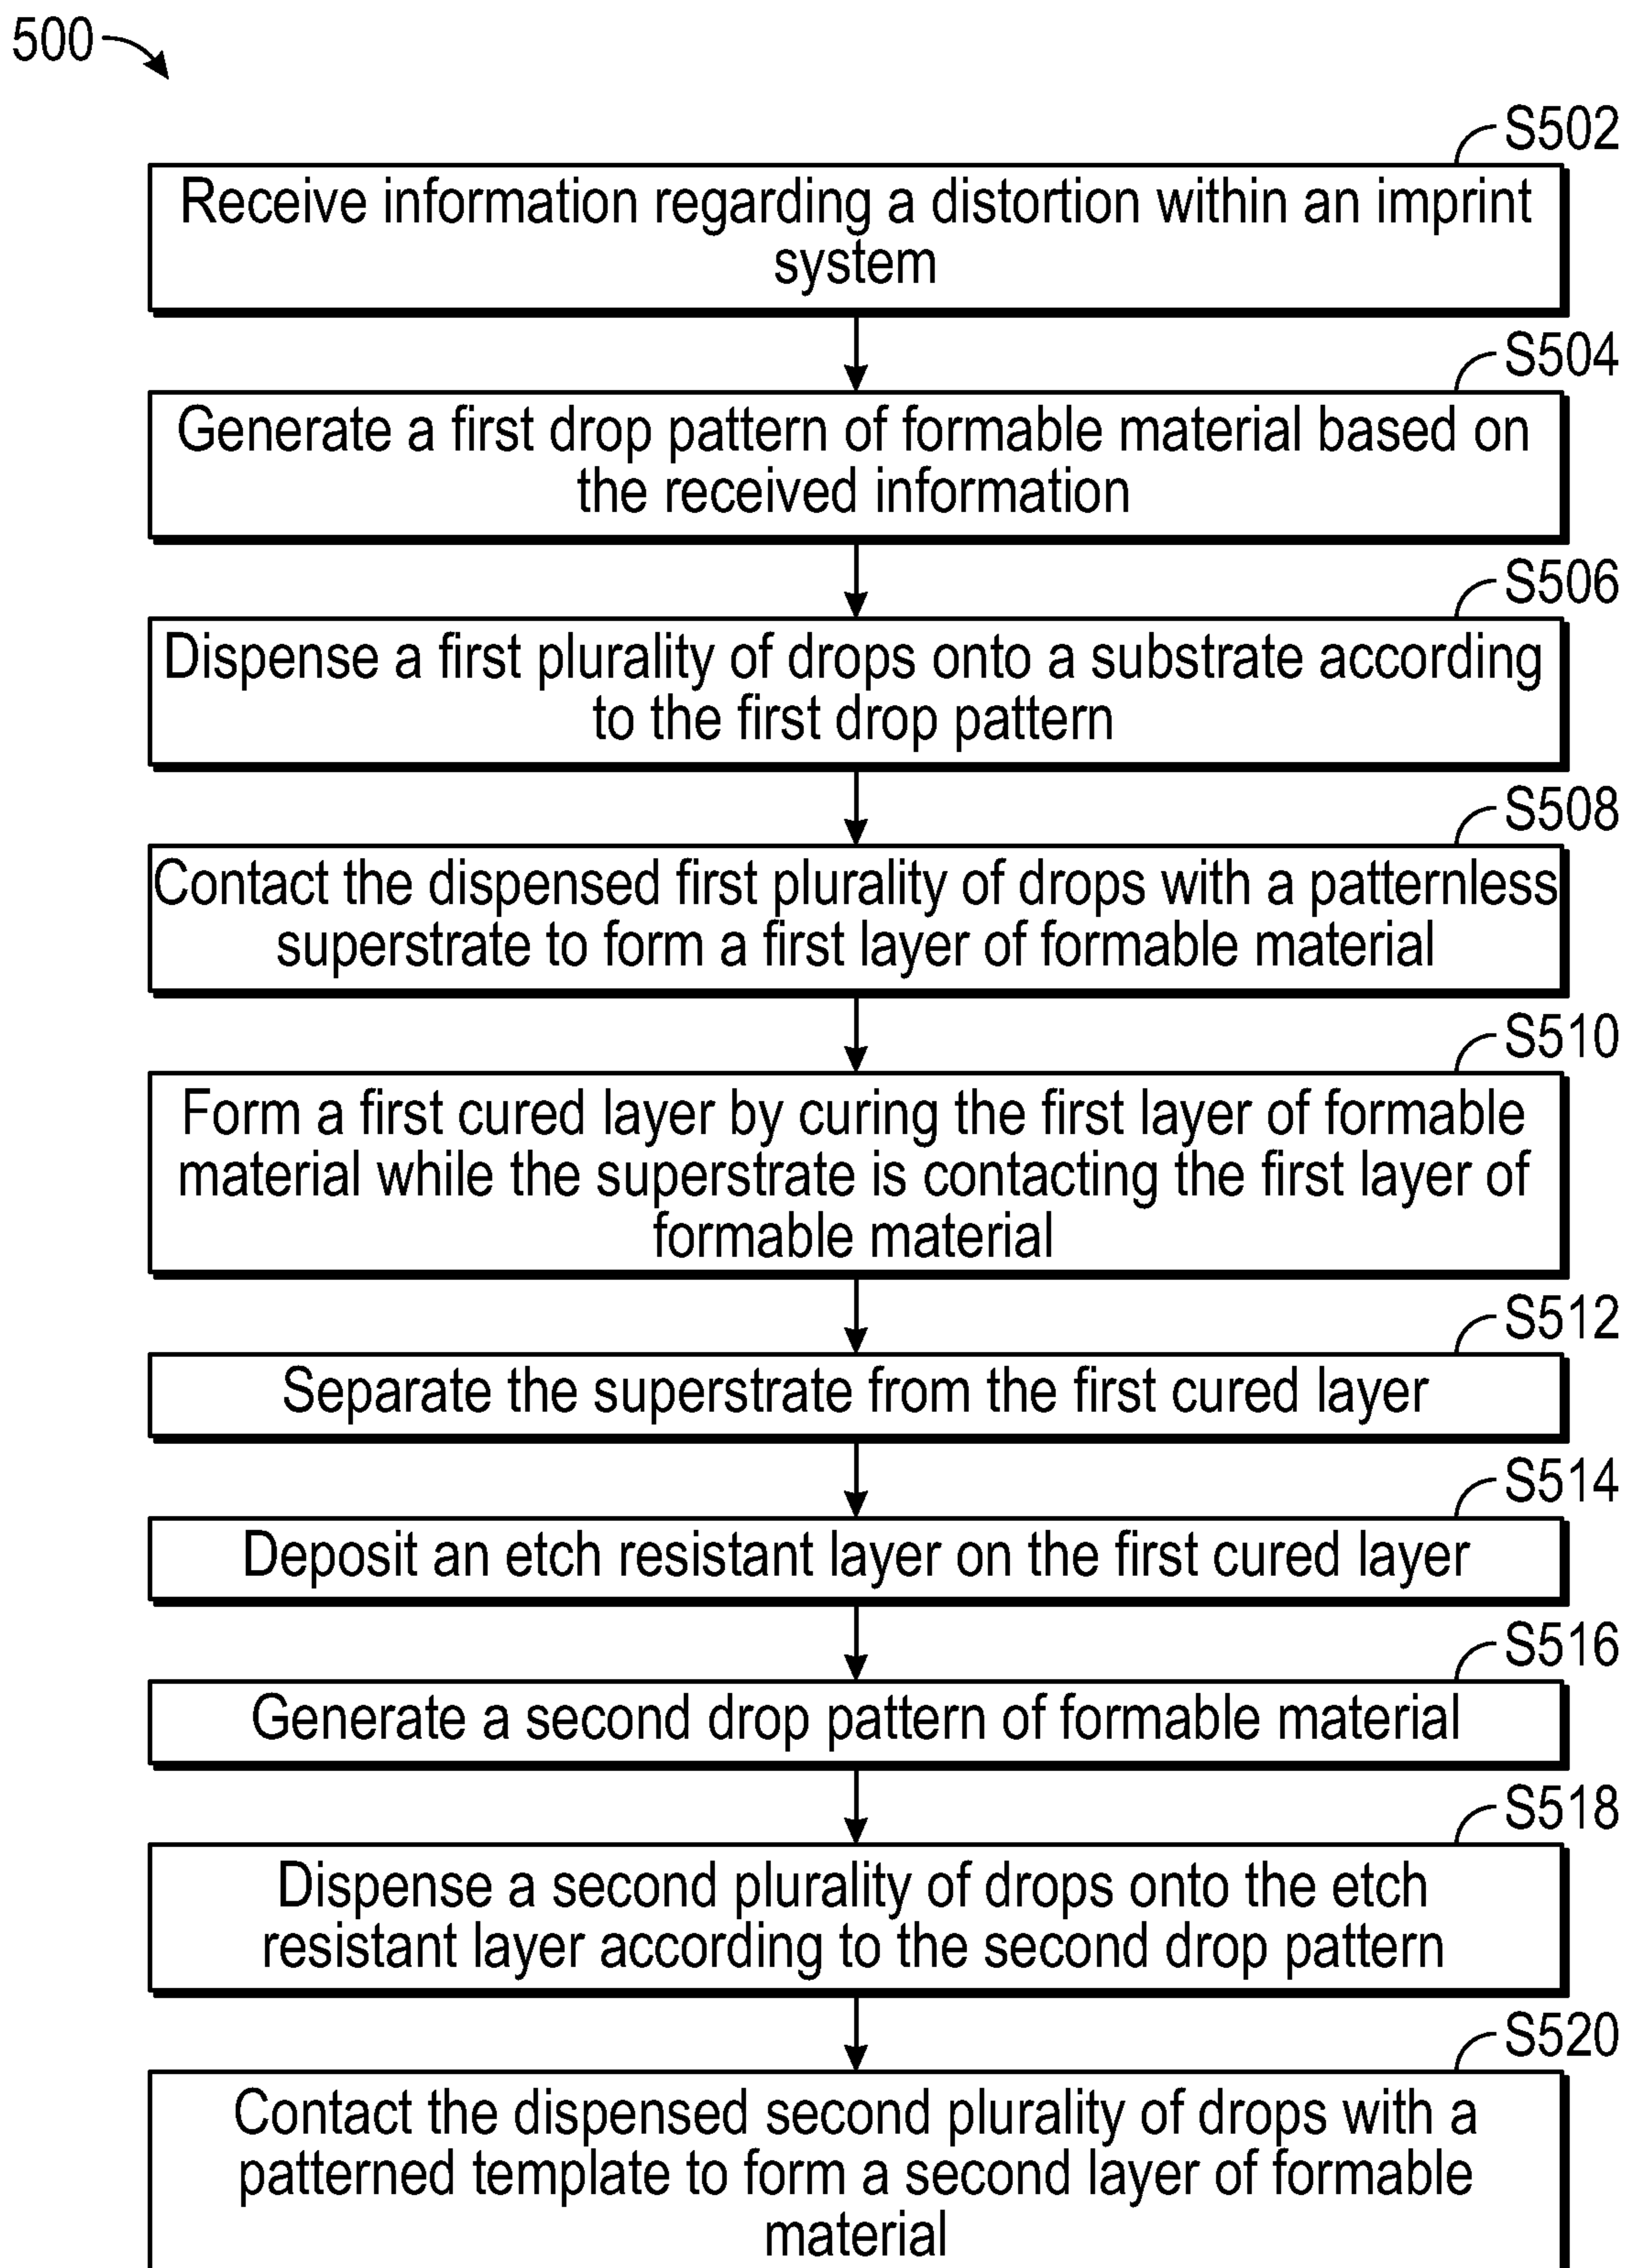 500
S502
Receive information regarding a distortion within an imprint
system
S504
Generate a first drop pattern of formable material based on
the received information
S506
Dispense a first plurality of drops onto a substrate according
to the first drop pattern
S508
Contact the dispensed first plurality of drops with a patternless
superstrate to form a first layer of formable material
S510
Form a first cured layer by curing the first layer of formable
material while the superstrate is contacting the first layer of
formable material
S512
Separate the superstrate from the first cured layer
S514
Deposit an etch resistant layer on the first cured layer
S516
Generate a second drop pattern of formable material
S518
Dispense a second plurality of drops onto the etch
resistant layer according to the second drop pattern
S520
Contact the dispensed second plurality of drops with a
patterned template to form a second layer of formable
material